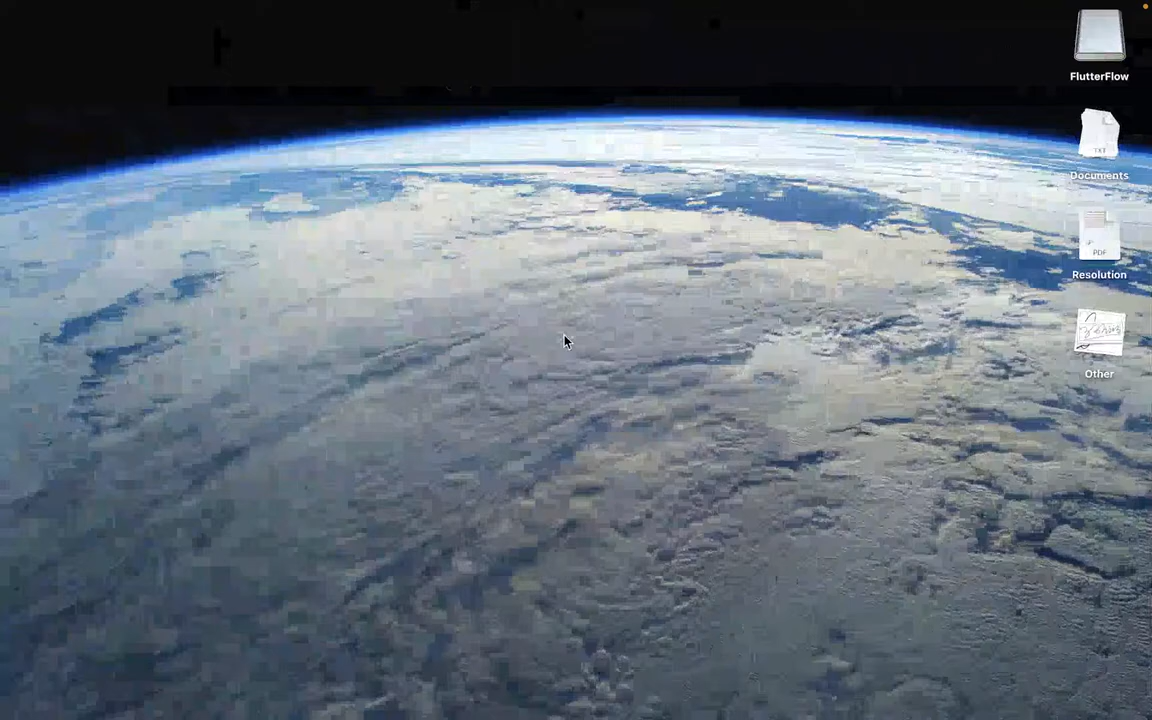 FlutterFlow
TXT
Documents
PDF
Resolution
Other